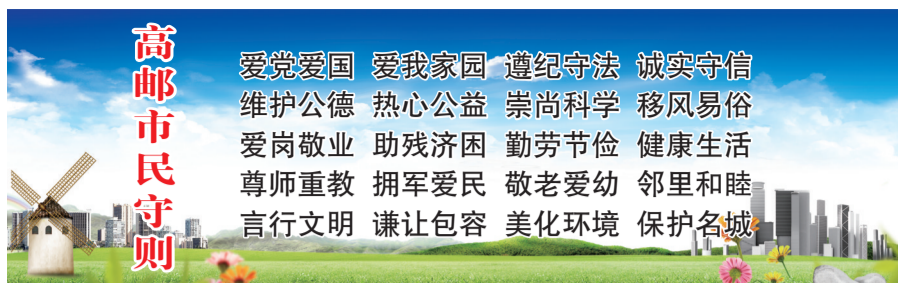 高邮市民守则
爱党爱国 爱我家园 遵纪守法 诚实守信
维护公德 热心公益 崇尚科学 移风易俗
爱岗敬业 助残济困 勤劳节俭 健康生活
尊师重教 拥军爱民 敬老爱幼 邻里和睦
言行文明 谦让包容 美化环境 保护名城